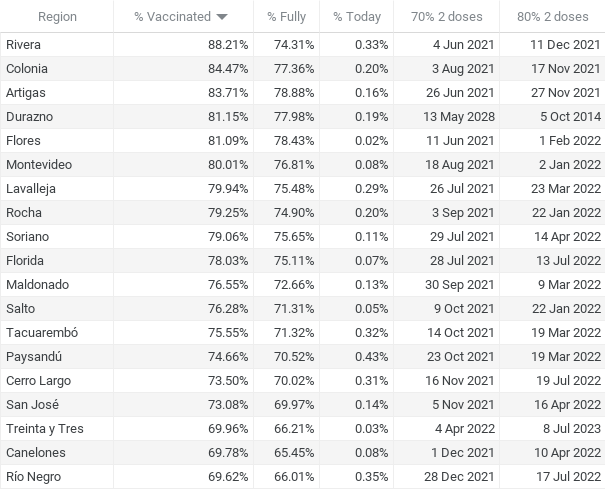 Region % Vaccinated % Fully % Today 70% 2 doses 80% 2 doses
Rivera 88.21% 74.31% 0.33% 4 Jun 2021 11 Dec 2021
Colonia 84.47% 77.36% 0.20% 3 Aug 2021 17 Nov 2021
Artigas 83.71% 78.88% 0.16% 26 Jun 2021 27 Nov 2021
Durazno 81.15% 77.98% 0.19% 13 May 2028 5 Oct 2014
Flores 81.09% 78.43% 0.02% 11 Jun 2021 1 Feb 2022
Montevideo 80.01% 76.81% 0.08% 18 Aug 2021 2 Jan 2022
Lavalleja 79.94% 75.48% 0.29% 26 Jul 2021 23 Mar 2022
Rocha 79.25% 74.90% 0.20% 3 Sep 2021 22 Jan 2022
Soriano 79.06% 75.65% 0.11% 29 Jul 2021 14 Apr 2022
Florida 78.03% 75.11% 0.07% 28 Jul 2021 13 Jul 2022
Maldonado 76.55% 72.66% 0.13% 30 Sep 2021 9 Mar 2022
Salto 76.28% 71.31% 0.05% 9 Oct 2021 22 Jan 2022
Tacuarembó 75.55% 71.32% 0.32% 14 Oct 2021 19 Mar 2022
Paysandú 74.66% 70.52% 0.43% 23 Oct 2021 19 Mar 2022
Cerro Largo 73.50% 70.02% 0.31% 16 Nov 2021 19 Jul 2022
San José 73.08% 69.97% 0.14% 5 Nov 2021 16 Apr 2022
Treinta y Tres 69.96% 66.21% 0.03% 4 Apr 2022 8 Jul 2023
Canelones 69.78% 65.45% 0.08% 1 Dec 2021 10 Apr 2022
Río Negro 69.62% 66.01% 0.35% 28 Dec 2021 17 Jul 2022